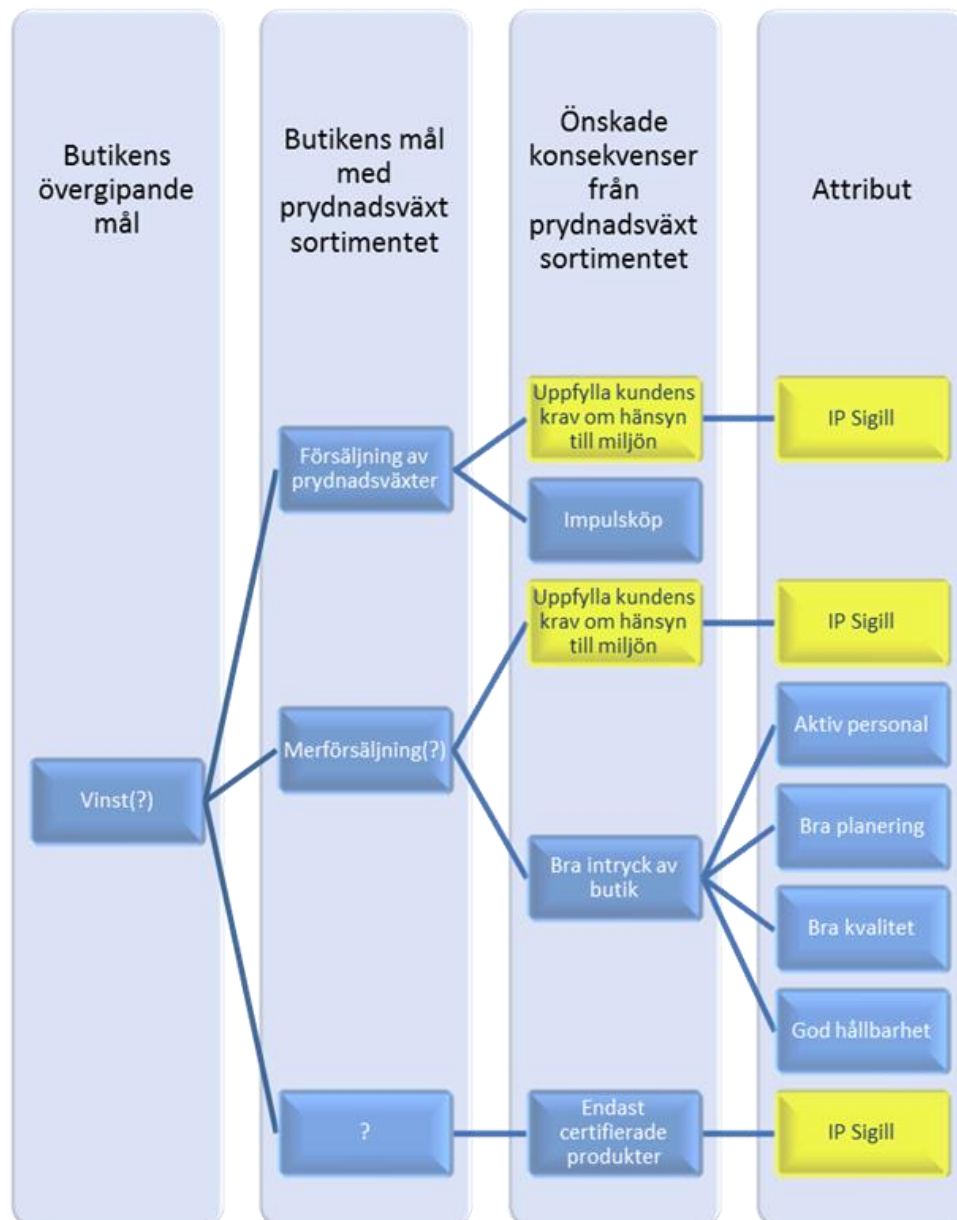 Butikens
övergipande
mål
Butikens mål
med
prydnadsväxt
sortimentet
Önskade
konsekvenser
från
prydnadsväxt
sortimentet
Attribut
Vinst(?)
Försäljning av
prydnadsväxter
Merförsäljning(?)
?
Uppfylla kundens
krav om hänsyn
till miljön
Impulsköp
Uppfylla kundens
krav om hänsyn
till miljön
Bra intryck av
butik
Endast
certifierade
produkter
IP Sigill
IP Sigill
Aktiv personal
Bra planering
Bra kvalitet
God hållbarhet
IP Sigill